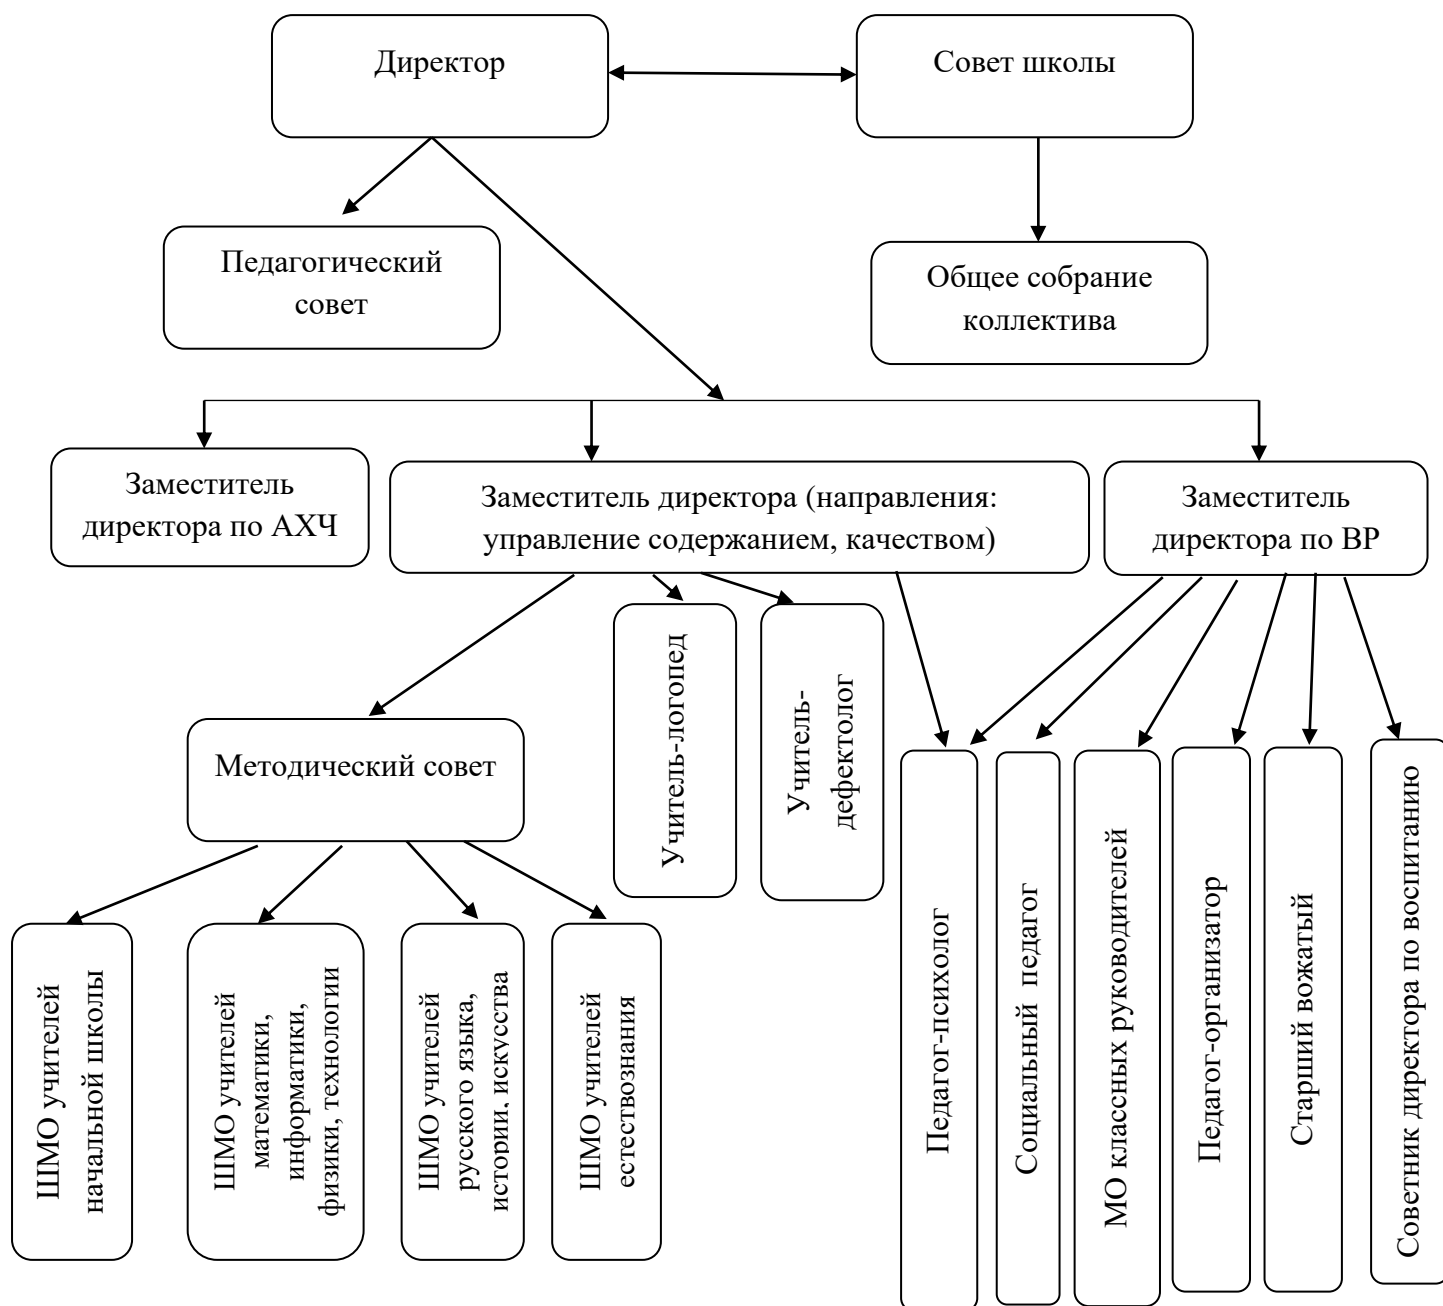 Директор
Совет школы
Педагогический
совет
Общее собрание
коллектива
Заместитель
директора по АХЧ
Заместитель директора (направления:
управление содержанием, качеством)
Заместитель
директора по ВР
Учитель-логопед
Учитель-
дефектолог
Методический совет
Педагог-психолог
Социальный педагог
МО классных руководителей
Педагог-организатор
Старший вожатый
Советник директора по воспитанию
ШМО учителей
начальной школы
ШМО учителей
математики,
информатики,
физики, технологии
ШМО учителей
русского языка,
истории, искусства
ШМО учителей
естествознания